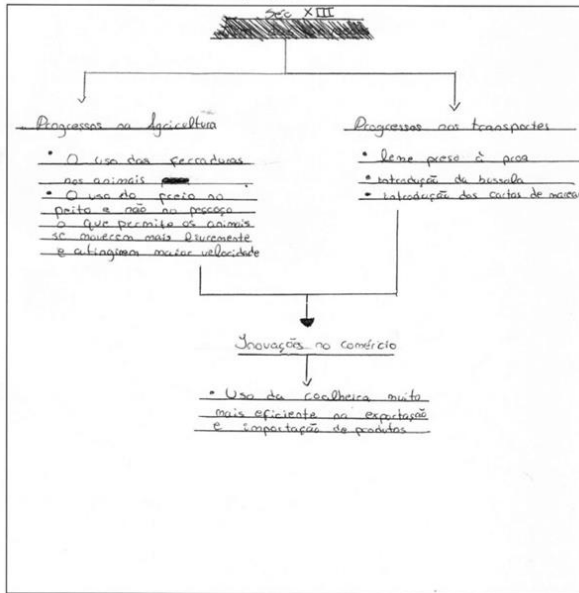 Séc XIII
Progressos na Agricultura
Progressos nos transportes
• O uso das ferraduras
nos animais
• O uso do freio no
peito e não no pescoço
o que permite os animais
se moverem mais livremente
e atingirem maior velocidade
• leme preso à proa
• introdução da bussola
• introdução das cartas de marear
Inovações no comércio
• Uso da coalheira muito
mais eficiente na exportação
e importação de produtos